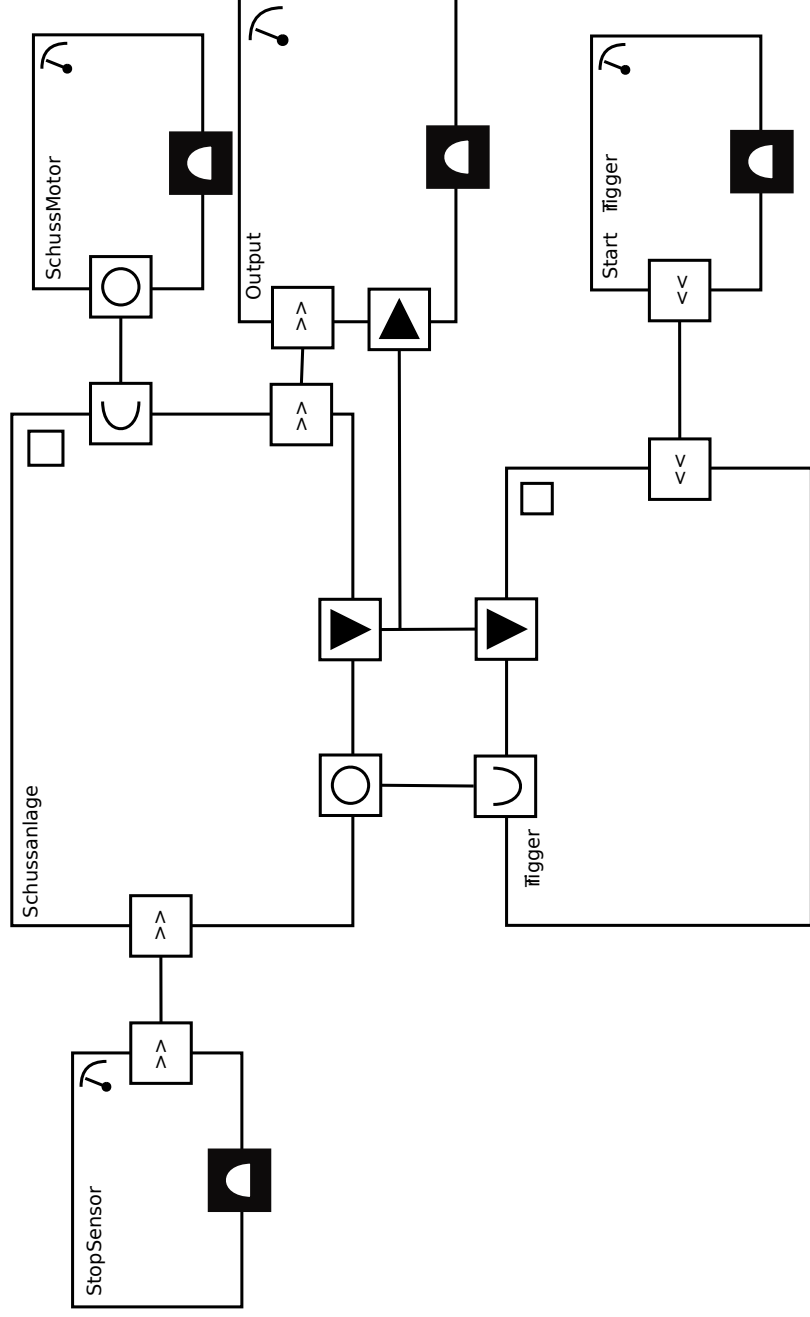 SchussMotor
Output
Start Trigger
Schussanlage
Trigger
StopSensor